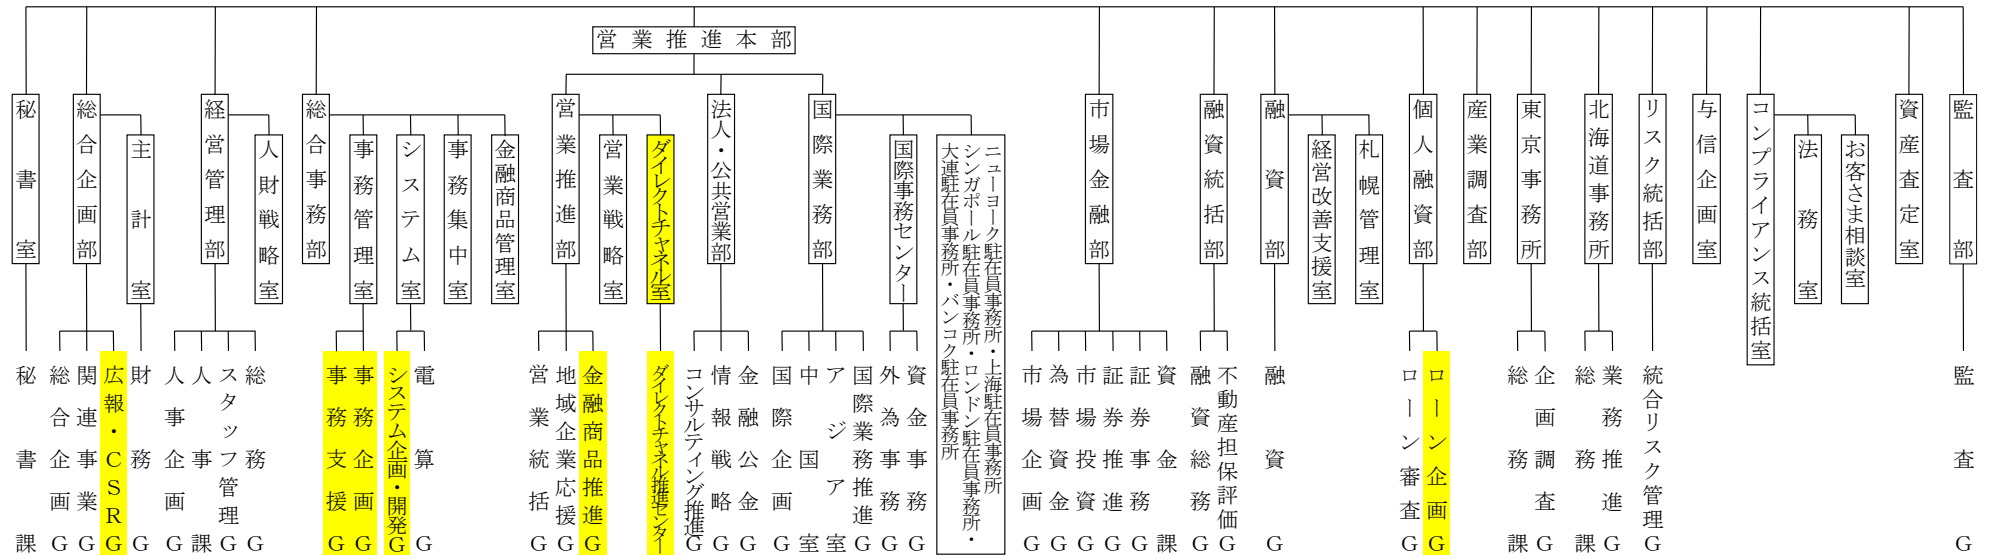 営業推進本部
秘書室
総合企画部
主計室
経営管理部
人財戦略室
総合事務部
事務管理室
システム室
事務集中室
金融商品管理室
営業推進部
営業戦略室
ダイレクトチャネル室
法人・公共営業部
国際業務部
国際事務センター
ニューヨーク駐在員事務所・上海駐在員事務所・
シンガポール駐在員事務所・ロンドン駐在員事務所・
大連駐在員事務所・バンコク駐在員事務所
市場金融部
融資統括部
融資部
経営改善支援室
札幌管理室
個人融資部
産業調査部
東京事務所
北海道事務所
リスク統括部
与信企画室
コンプライアンス統括室
法務室
お客さま相談室
資産査定室
監査部
秘書課
総合企画G
関連事業G
広報・CSRG
財務G
人事企画G
人事課
スタッフ管理G
総務G
事務支援G
事務企画G
システム企画・開発G
電算G
営業統括G
地域企業応援G
金融商品推進G
ダイレクトチャネル推進センター
コンサルティング推進G
情報戦略G
金融公金G
国際企画G
中国室
アジア室
国際業務推進G
外為事務G
資金事務G
市場企画G
為替資金G
市場投資G
証券推進G
証券事務G
資金課
融資総務G
不動産担保評価G
融資G
ローン審査G
ローン企画G
総務課
企画調査G
総務課
業務推進G
統合リスク管理G
監査G